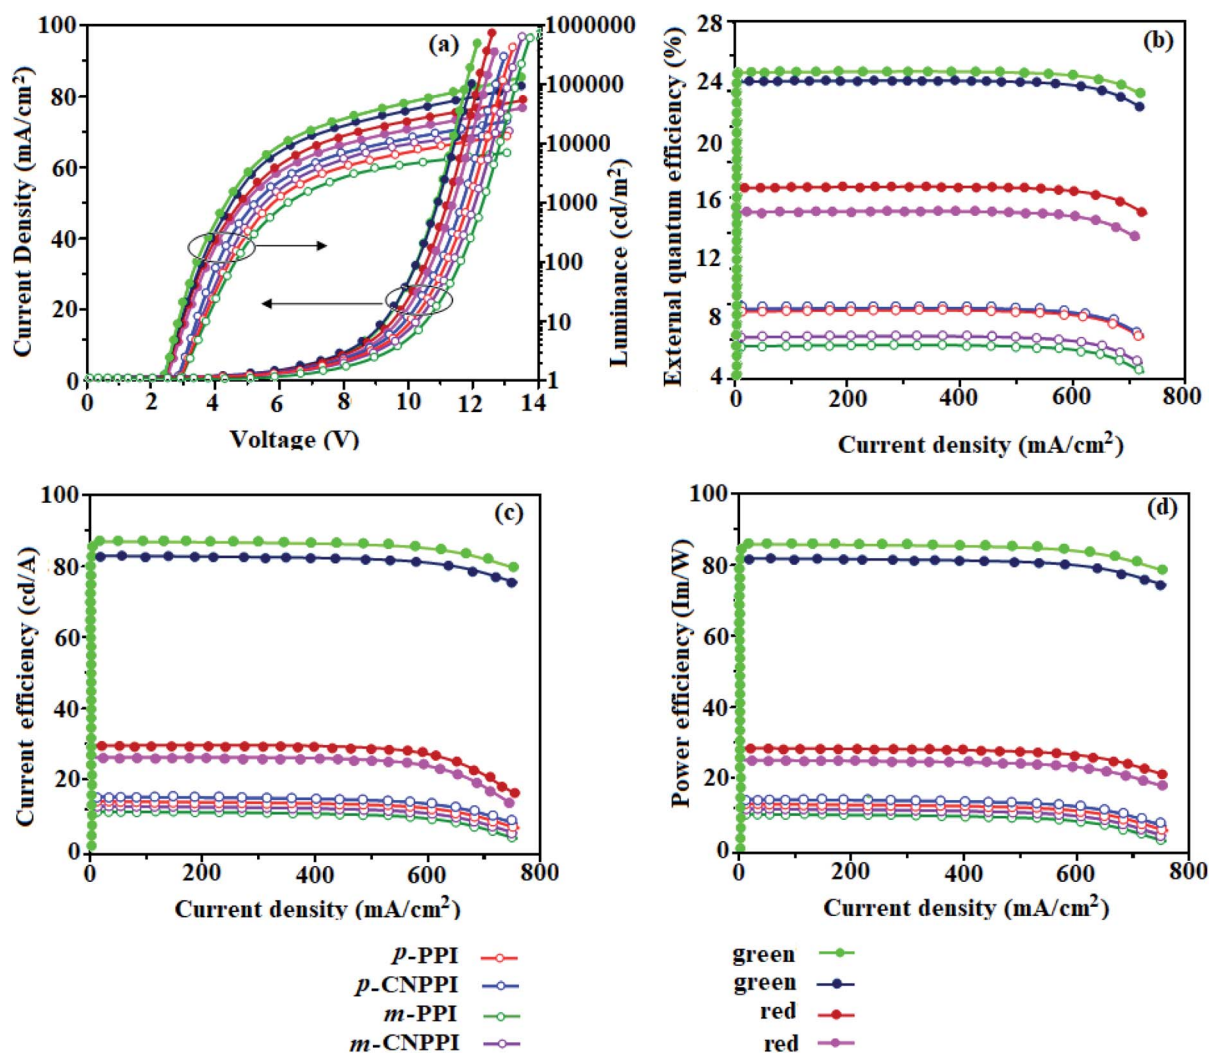 (a)
Current Density (mA/cm²)
100
80
60
40
20
0
0 2 4 6 8 10 12 14
Voltage (V)
1000000
100000
10000
1000
100
10
1
Luminance (cd/m²)
(b)
External quantum efficiency (%)
28
24
20
16
12
8
4
0 200 400 600 800
Current density (mA/cm²)
(c)
Current efficiency (cd/A)
100
80
60
40
20
0
0 200 400 600 800
Current density (mA/cm²)
(d)
Power efficiency (Im/W)
100
80
60
40
20
0
0 200 400 600 800
Current density (mA/cm²)
p-PPI
p-CNPPI
m-PPI
m-CNPPI
green
green
red
red